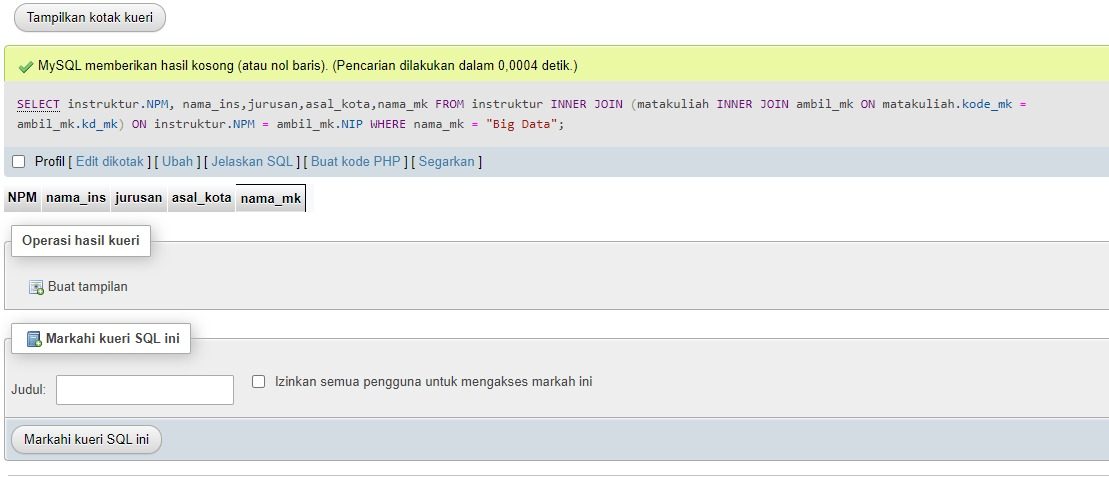 Tampilkan kotak kueri
MySQL memberikan hasil kosong (atau nol baris). (Pencarian dilakukan dalam 0,0004 detik.)
SELECT instruktur.NPM, nama_ins,jurusan,asal_kota,nama_mk FROM instruktur INNER JOIN (matakuliah INNER JOIN ambil_mk ON matakuliah.kode_mk =
ambil_mk.kd_mk) ON instruktur.NPM = ambil_mk.NIP WHERE nama_mk = "Big Data";
Profil [ Edit dikotak ] [ Ubah ] [ Jelaskan SQL ] [ Buat kode PHP ] [ Segarkan ]
NPM nama_ins jurusan asal_kota nama_mk
Operasi hasil kueri
Buat tampilan
Markahi kueri SQL ini
Judul: Izinkan semua pengguna untuk mengakses markah ini
Markahi kueri SQL ini